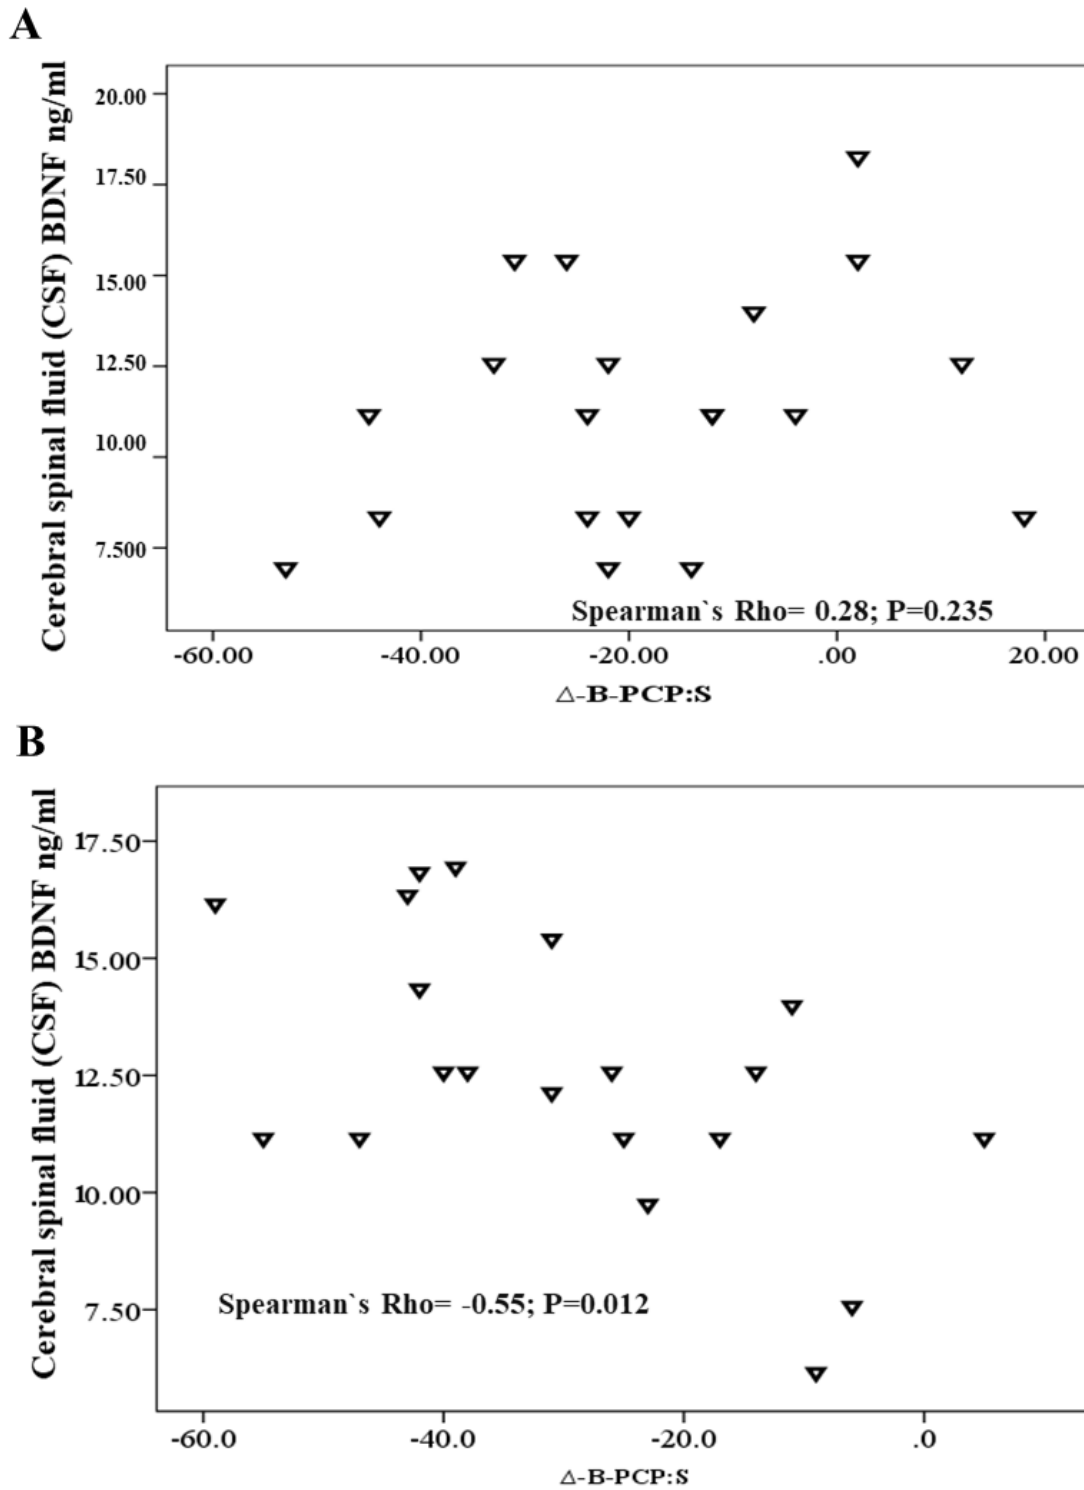 A
Cerebral spinal fluid (CSF) BDNF ng/ml
20.00
17.50
15.00
12.50
10.00
7.500
Spearman`s Rho= 0.28; P=0.235
-60.00 -40.00 -20.00 .00 20.00
△-B-PCP:S
B
Cerebral spinal fluid (CSF) BDNF ng/ml
17.50
15.00
12.50
10.00
7.50
Spearman`s Rho= -0.55; P=0.012
-60.0 -40.0 -20.0 .0
△-B-PCP:S